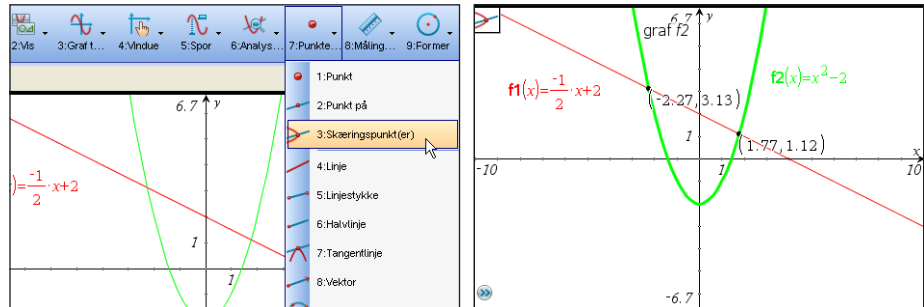 2:Vis
3:Graf t...
4:Vindue
5:Spor
6:Analys...
7:Punkte...
8:Måling...
9:Former
1:Punkt
2:Punkt på
3:Skæringspunkt(er)
4:Linje
5:Linjestykke
6:Halvlinje
7:Tangentlinje
8:Vektor
6.7 y
)=-1/2·x+2
1
1
6.7 y
graf f2
f1(x)=-1/2·x+2
f2(x)=x²-2
(-2.27, 3.13)
(1.77, 1.12)
1
x
-10
1
10
-6.7